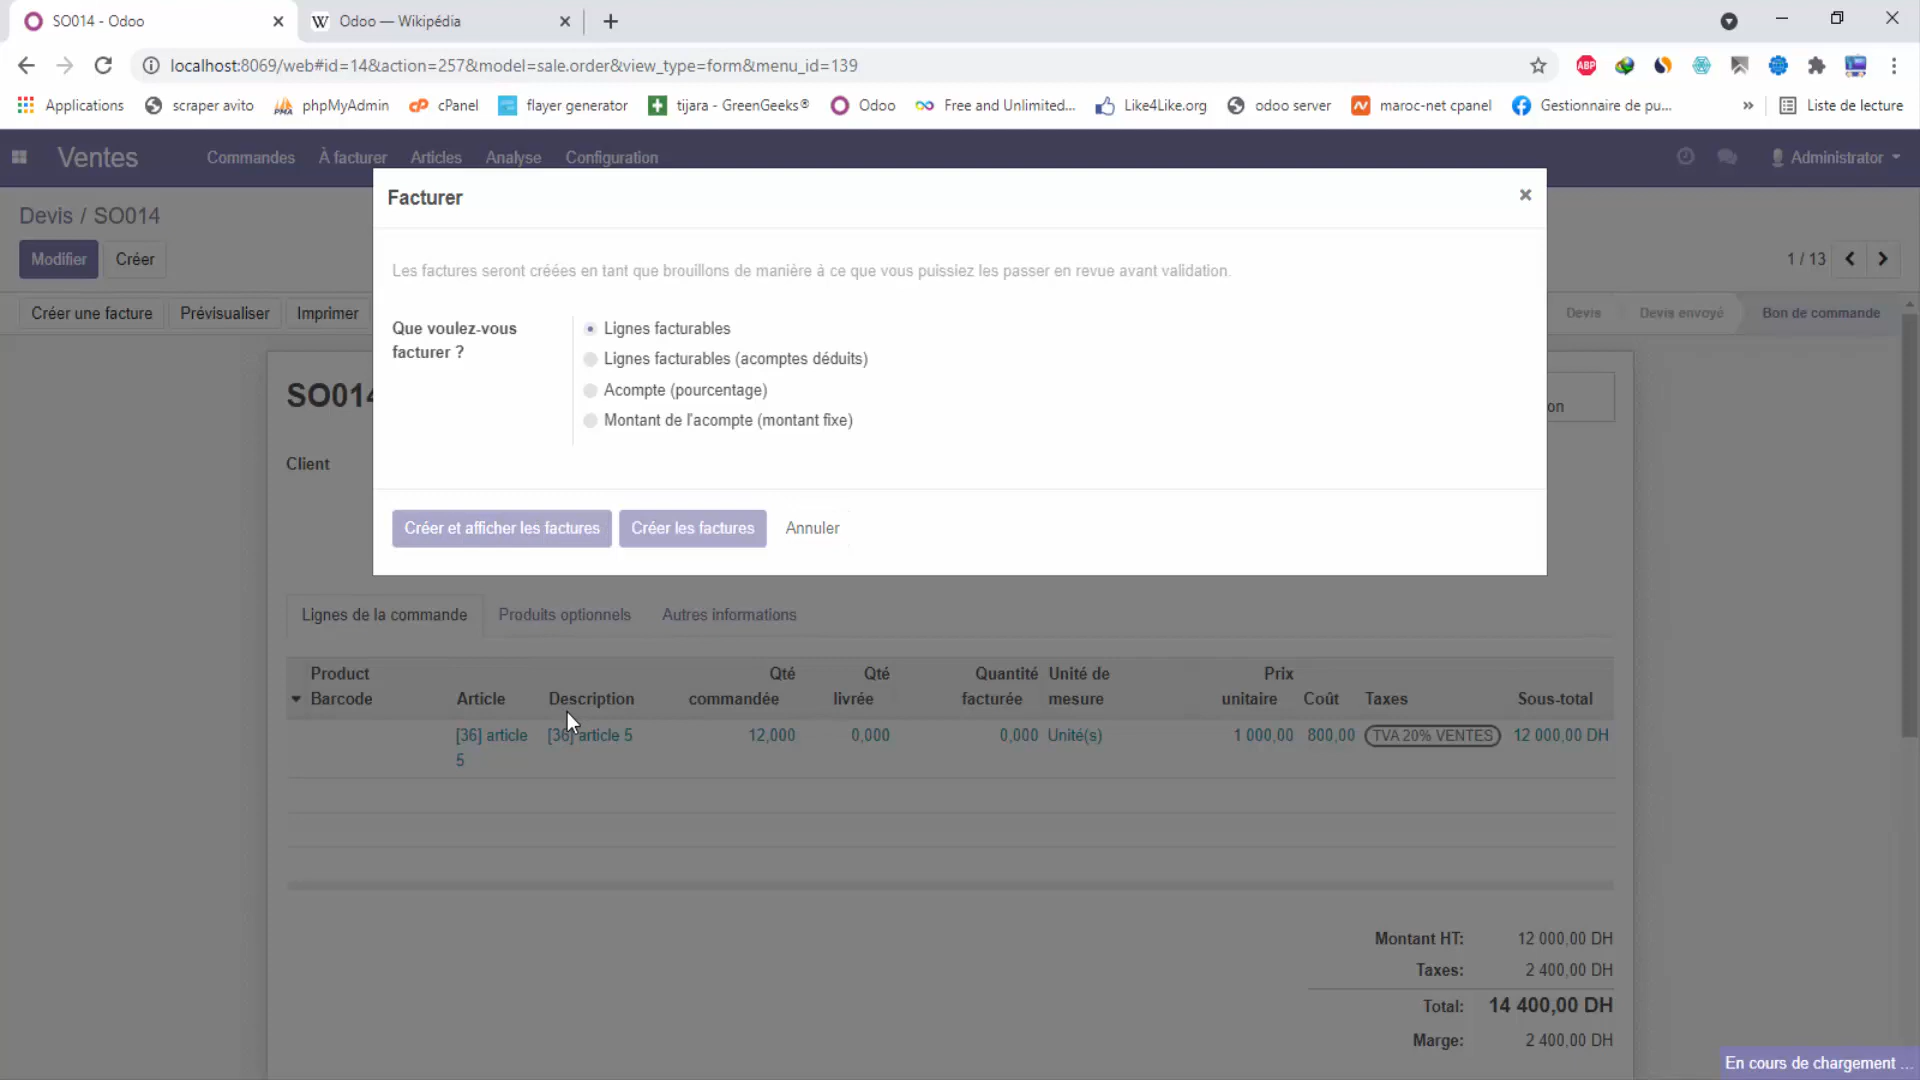 SO014 - Odoo
Odoo — Wikipédia
localhost:8069/web#id=14&action=257&model=sale.order&view_type=form&menu_id=139
ABP
Applications
scraper avito
phpMyAdmin
cPanel
flayer generator
tijara - GreenGeeks®
Odoo
Free and Unlimited...
Like4Like.org
odoo server
maroc-net cpanel
Gestionnaire de pu...
»
Liste de lecture
Ventes
Commandes
À facturer
Articles
Analyse
Configuration
Administrator
Devis / SO014
Modifier
Créer
1 / 13
Créer une facture
Prévisualiser
Imprimer
Devis
Devis envoyé
Bon de commande
Facturer
Les factures seront créées en tant que brouillons de manière à ce que vous puissiez les passer en revue avant validation.
Que voulez-vous
facturer ?
Lignes facturables
Lignes facturables (acomptes déduits)
Acompte (pourcentage)
Montant de l'acompte (montant fixe)
Créer et afficher les factures
Créer les factures
Annuler
SO014
on
Client
Lignes de la commande
Produits optionnels
Autres informations
Product
Barcode
Article
Description
Qté
commandée
Qté
livrée
Quantité
facturée
Unité de
mesure
Prix
unitaire
Coût
Taxes
Sous-total
[36] article
5
[36] article 5
12,000
0,000
0,000
Unité(s)
1 000,00
800,00
TVA 20% VENTES
12 000,00 DH
Montant HT: 12 000,00 DH
Taxes: 2 400,00 DH
Total: 14 400,00 DH
Marge: 2 400,00 DH
En cours de chargement ...